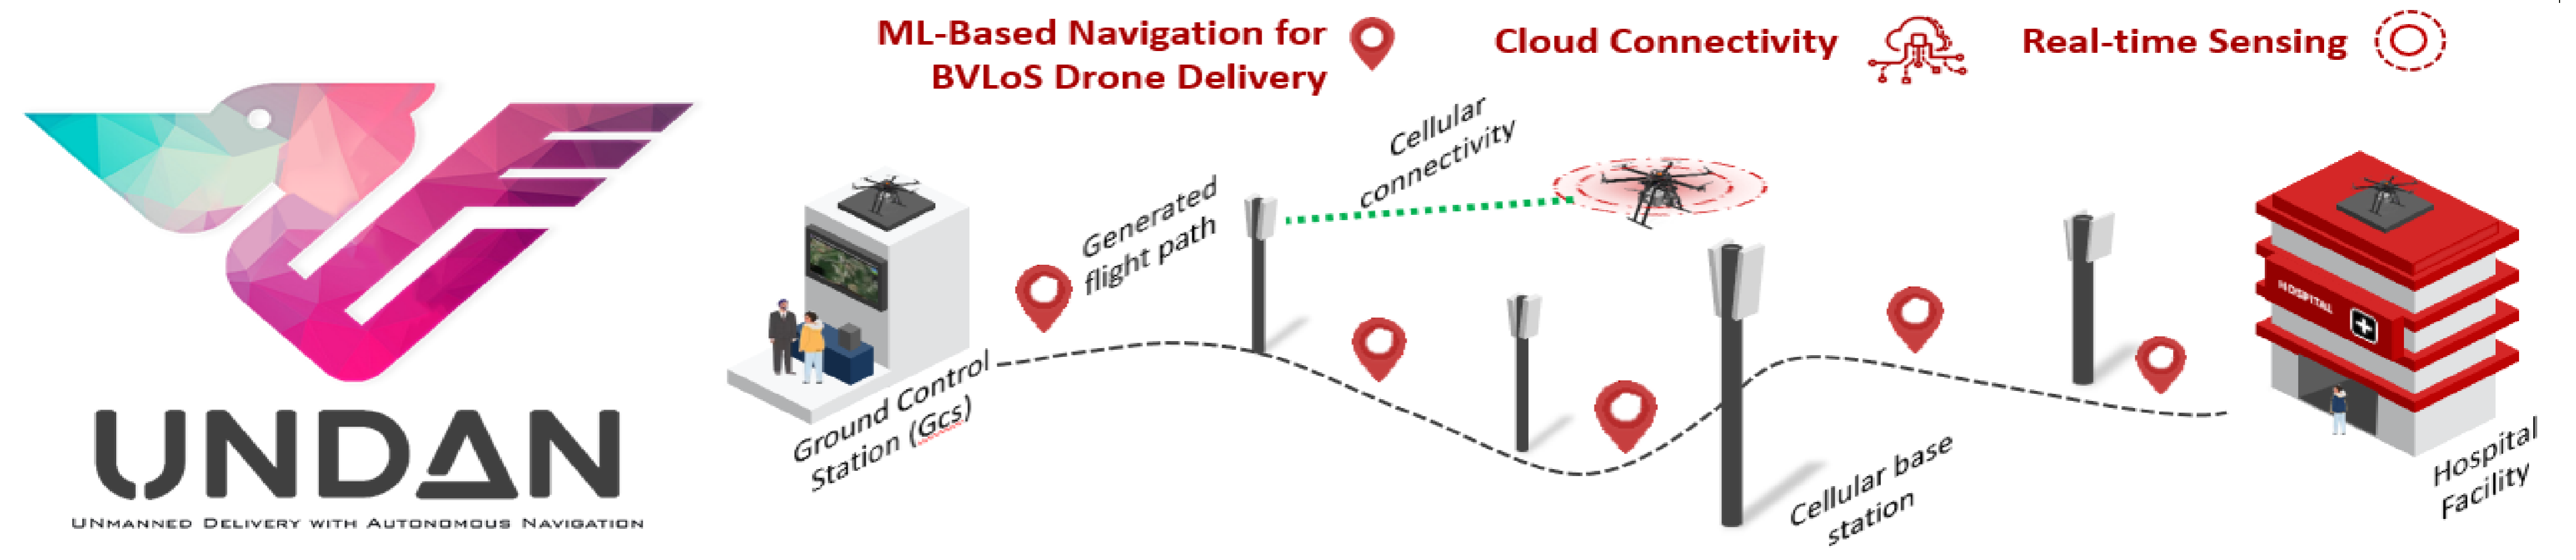 ML-Based Navigation for
BVLoS Drone Delivery
Cloud Connectivity
Real-time Sensing
Cellular
connectivity
Generated
flight path
Ground Control
Station (Gcs)
Cellular base
station
HOSPITAL
Hospital
Facility
UNDAN
UNMANNED DELIVERY WITH AUTONOMOUS NAVIGATION